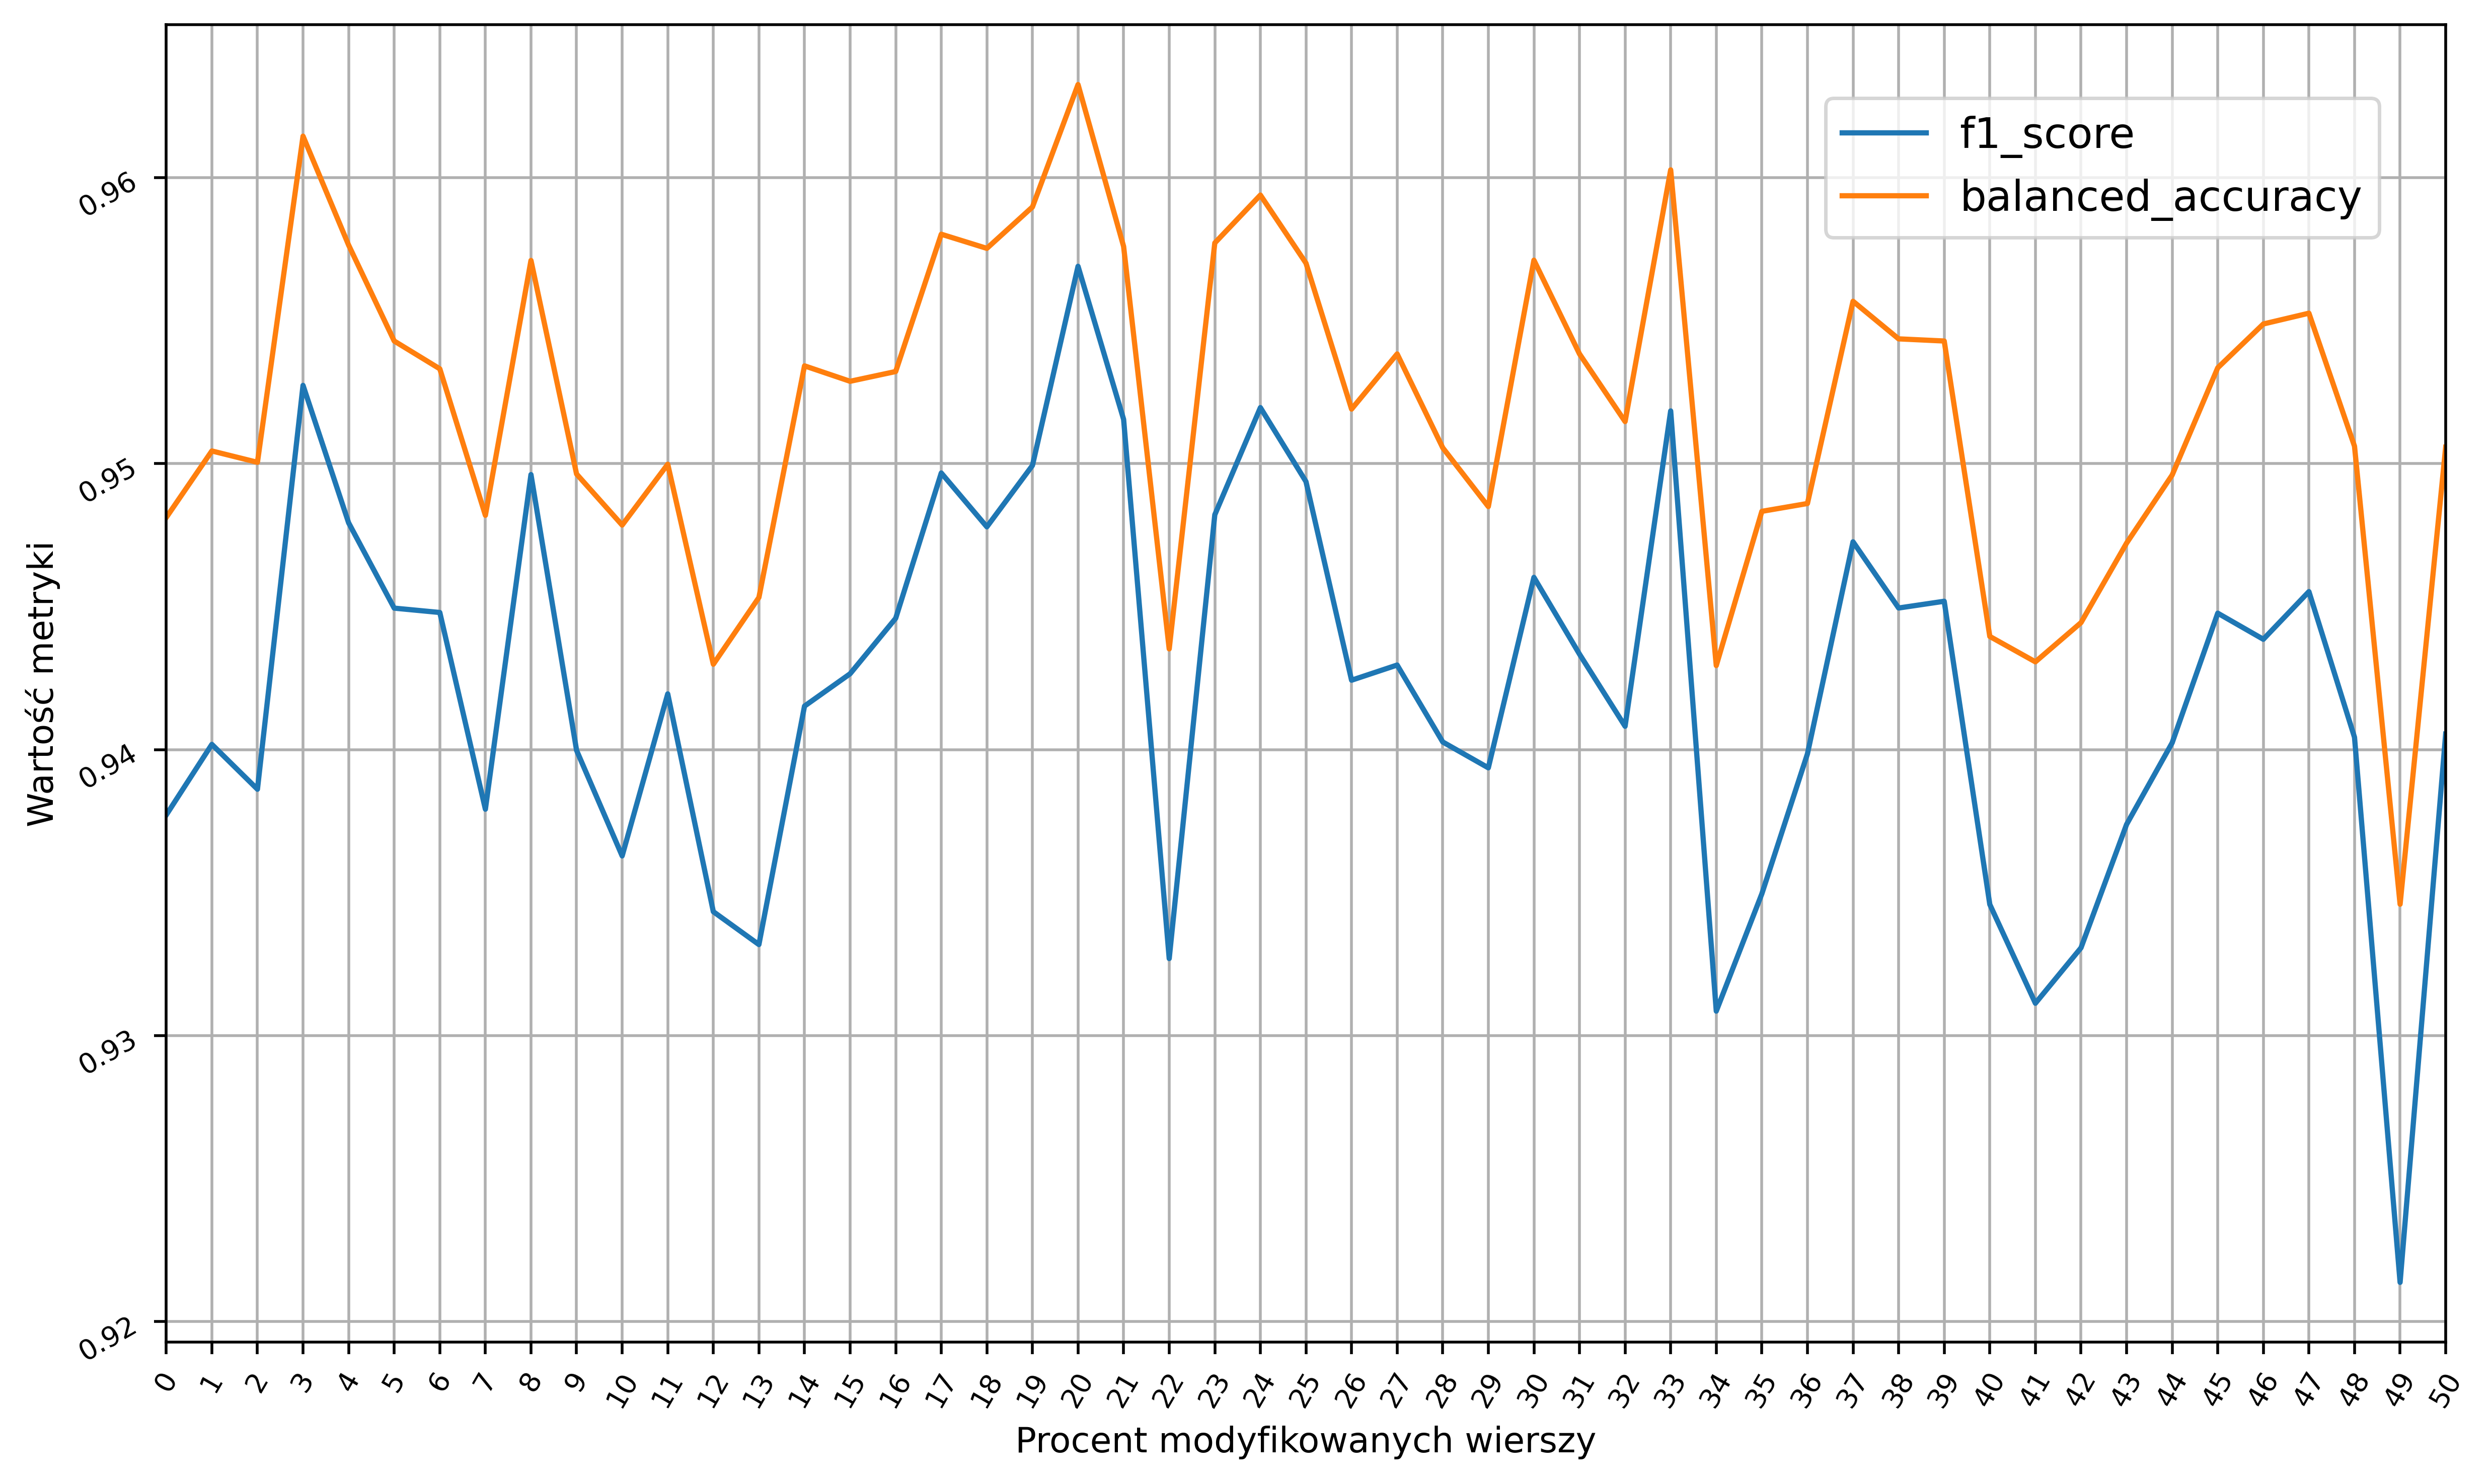 f1_score
balanced_accuracy
0.96
0.95
0.94
0.93
0.92
Wartość metryki
0 1 2 3 4 5 6 7 8 9 10 11 12 13 14 15 16 17 18 19 20 21 22 23 24 25 26 27 28 29 30 31 32 33 34 35 36 37 38 39 40 41 42 43 44 45 46 47 48 49 50
Procent modyfikowanych wierszy